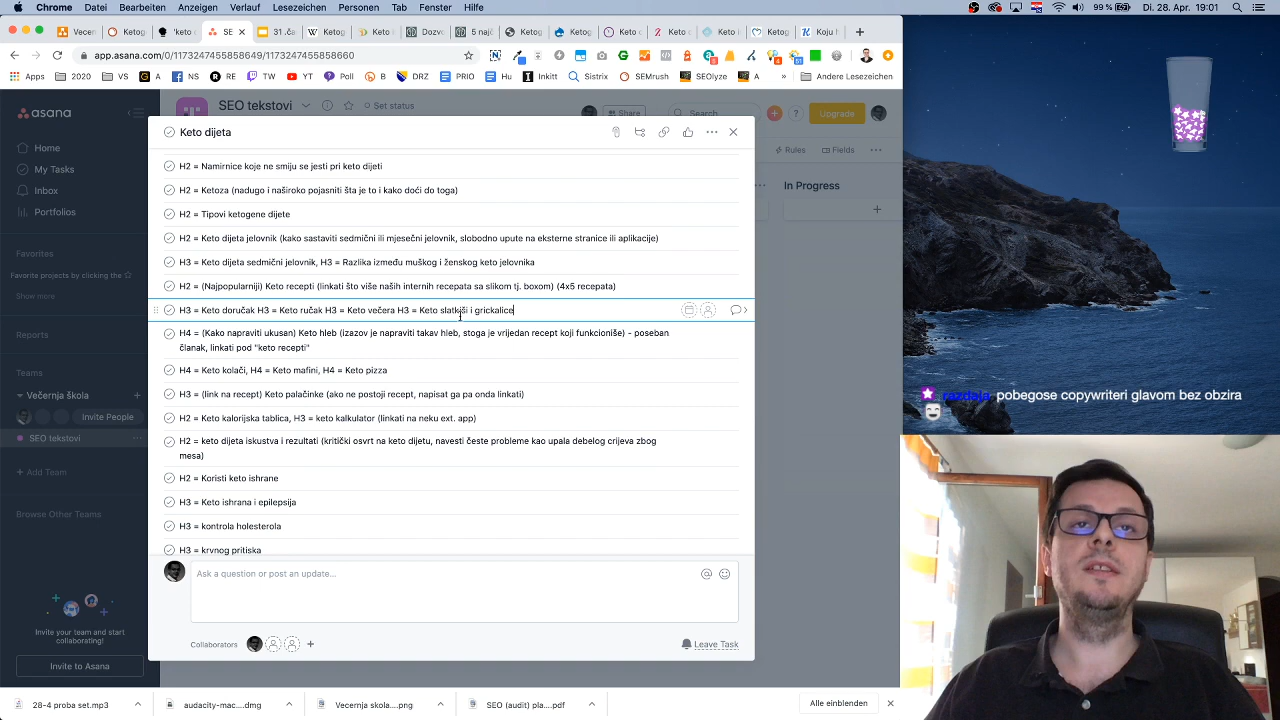 Chrome Datei Bearbeiten Anzeigen Verlauf Lesezeichen Personen Tab Fenster Hilfe
99% Di. 28. Apr. 19:01
app.asana.com/0/1173247455858649/1173247455858649
Apps 2020 VS GA A NS RE TW YT Poll B DRZ PRIO Hu Inkitt Sistrix SEMrush SEOlyze A Andere Lesezeichen
asana
SEO tekstovi
Set status
Share
Search
Upgrade
Home
My Tasks
Inbox
Portfolios
Favorites
Favorite projects by clicking the
Show more
Reports
Teams
Večernja škola
Invite People
SEO tekstovi
Add Team
Browse Other Teams
Invite your team and start
collaborating!
Invite to Asana
Rules
Fields
In Progress
Keto dijeta
H2 = Namirnice koje ne smiju se jesti pri keto dijeti
H2 = Ketoza (nadugo i naširoko pojasniti šta je to i kako doći do toga)
H2 = Tipovi ketogene dijete
H2 = Keto dijeta jelovnik (kako sastaviti sedmični ili mjesečni jelovnik, slobodno upute na eksterne stranice ili aplikacije)
H3 = Keto dijeta sedmični jelovnik, H3 = Razlika između muškog i ženskog keto jelovnika
H2 = (Najpopularniji) Keto recepti (linkati što više naših internih recepata sa slikom tj. boxom) (4x5 recepata)
H3 = Keto doručak H3 = Keto ručak H3 = Keto večera H3 = Keto slatkiši i grickalice
H4 = (Kako napraviti ukusan) Keto hleb (izazov je napraviti takav hleb, stoga je vrijedan recept koji funkcioniše) - poseban
članak, linkati pod "keto recepti"
H4 = Keto kolači, H4 = Keto mafini, H4 = Keto pizza
H3 = (link na recept) Keto palačinke (ako ne postoji recept, napisat ga pa onda linkati)
H2 = Keto kalorijska tablica, H3 = keto kalkulator (linkati na neku ext. app)
H2 = keto dijeta iskustva i rezultati (kritički osvrt na keto dijetu, navesti česte probleme kao upala debelog crijeva zbog
mesa)
H2 = Koristi keto ishrane
H3 = Keto ishrana i epilepsija
H3 = kontrola holesterola
H3 = krvnog pritiska
Ask a question or post an update...
Collaborators
Leave Task
28-4 proba set.mp3
audacity-mac....dmg
Vecernja skola....png
SEO (audit) pla....pdf
Alle einblenden
razdaja pobegose copywriteri glavom bez obzira